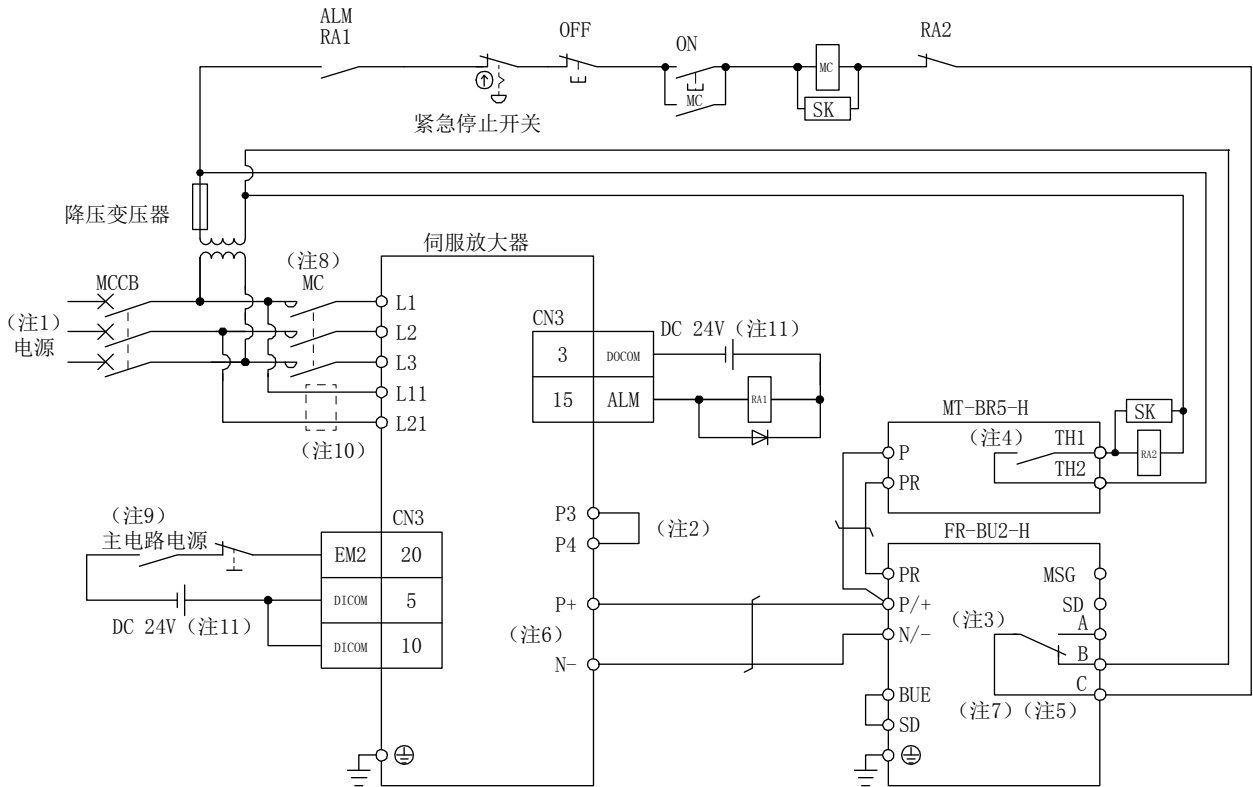 ALM
RA1
OFF
ON
RA2
MC
MC
SK
紧急停止开关
降压变压器
伺服放大器
（注8）
MC
MCCB
（注1）
电源
L1
L2
L3
L11
L21
（注10）
CN3
3 DOCOM
15 ALM
DC 24V（注11）
RA1
MT-BR5-H
（注4）
P
PR
TH1
TH2
SK
RA2
（注9）
主电路电源
CN3
EM2 20
DICOM 5
DICOM 10
DC 24V（注11）
P3
P4
（注2）
P+
（注6）
N−
FR-BU2-H
PR
P/+
N/−
BUE
SD
MSG
SD
A
B
C
（注3）
（注7）（注5）